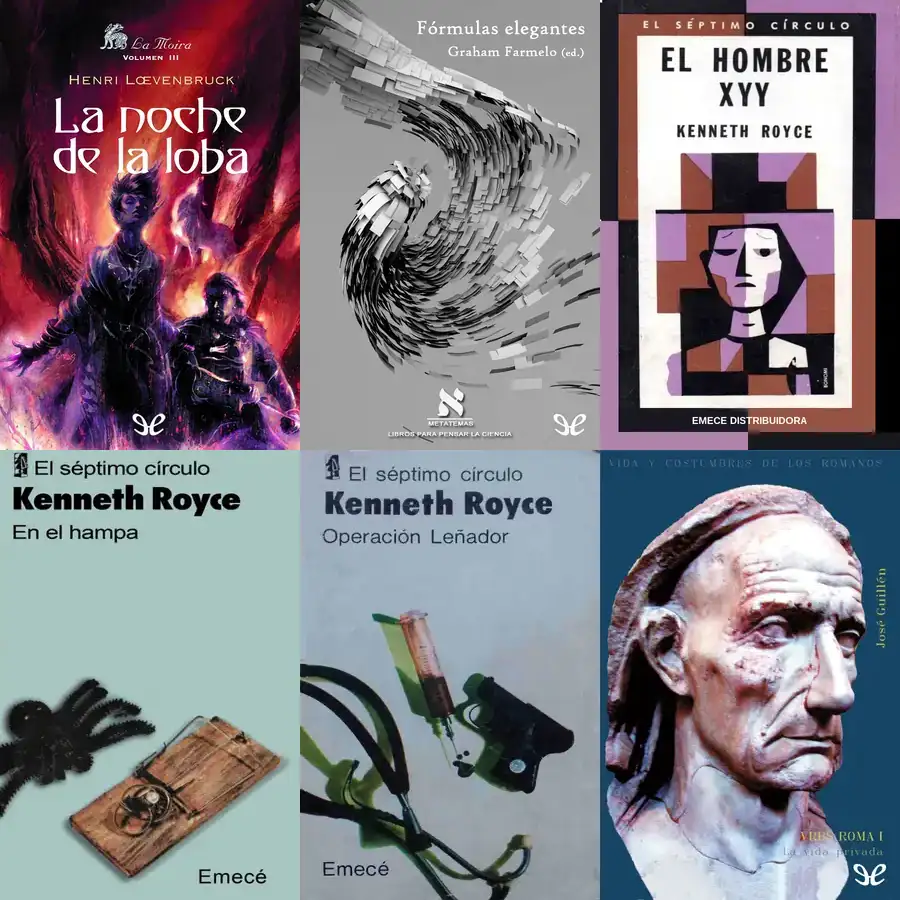 La Moira
VOLUMEN III
HENRI LŒVENBRUCK
La noche
de la loba
Fórmulas elegantes
Graham Farmelo (ed.)
METATEMAS
LIBROS PARA PENSAR LA CIENCIA
EL SÉPTIMO CÍRCULO
EL HOMBRE
XYY
KENNETH ROYCE
BONOMI
EMECE DISTRIBUIDORA
El séptimo círculo
Kenneth Royce
En el hampa
Emecé
El séptimo círculo
Kenneth Royce
Operación Leñador
Emecé
VIDA Y COSTUMBRES DE LOS ROMANOS
José Guillén
VRBS ROMA I
La vida privada